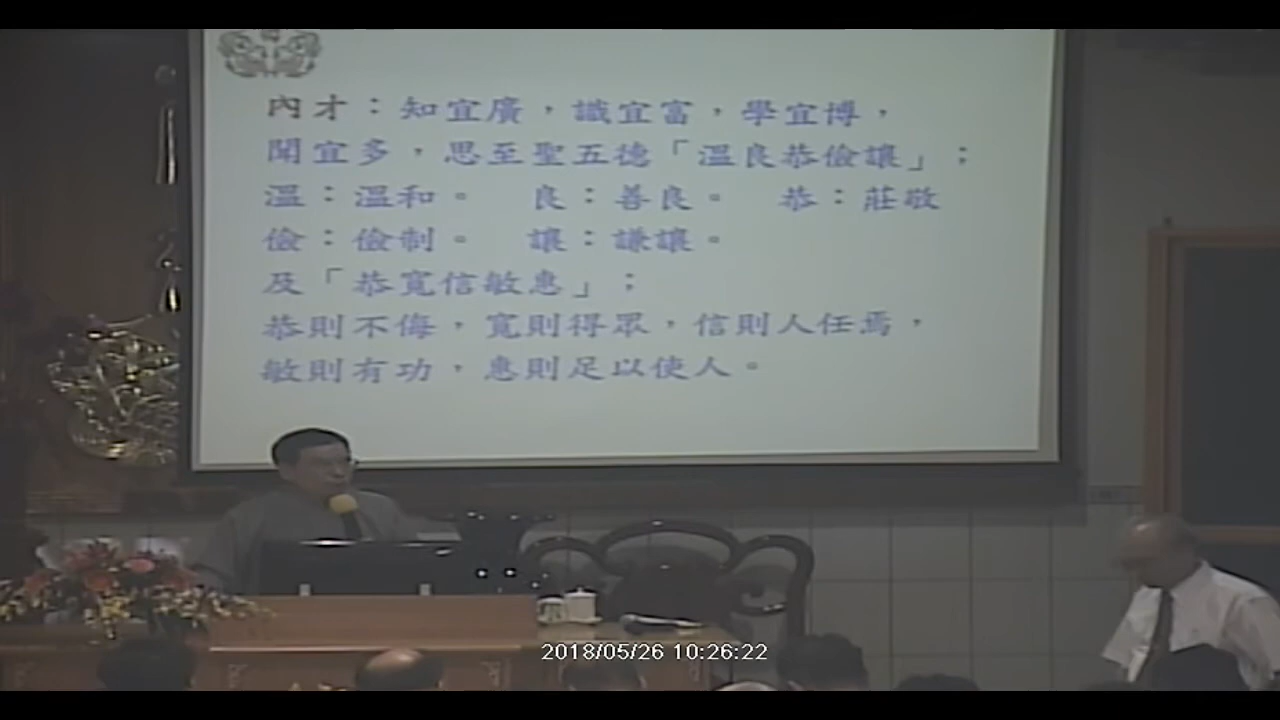 內才：知宜廣，識宜富，學宜博，
聞宜多，思至聖五德「溫良恭儉讓」；
溫：溫和。 良：善良。 恭：莊敬
儉：儉制。 讓：謙讓。
及「恭寬信敏惠」；
恭則不侮，寬則得眾，信則人任焉，
敏則有功，惠則足以使人。
2018/05/26 10:26:22